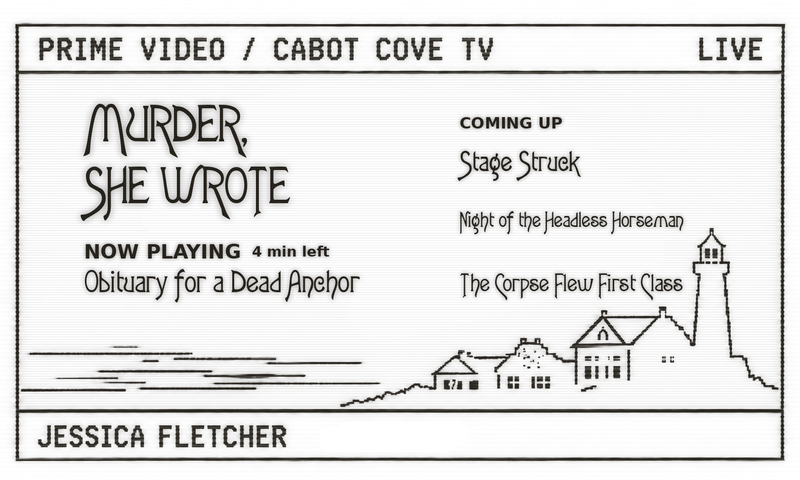 PRIME VIDEO / CABOT COVE TV
LIVE
MURDER,
SHE WROTE
NOW PLAYING 4 min left
Obituary for a Dead Anchor
COMING UP
Stage Struck
Night of the Headless Horseman
The Corpse Flew First Class
JESSICA FLETCHER